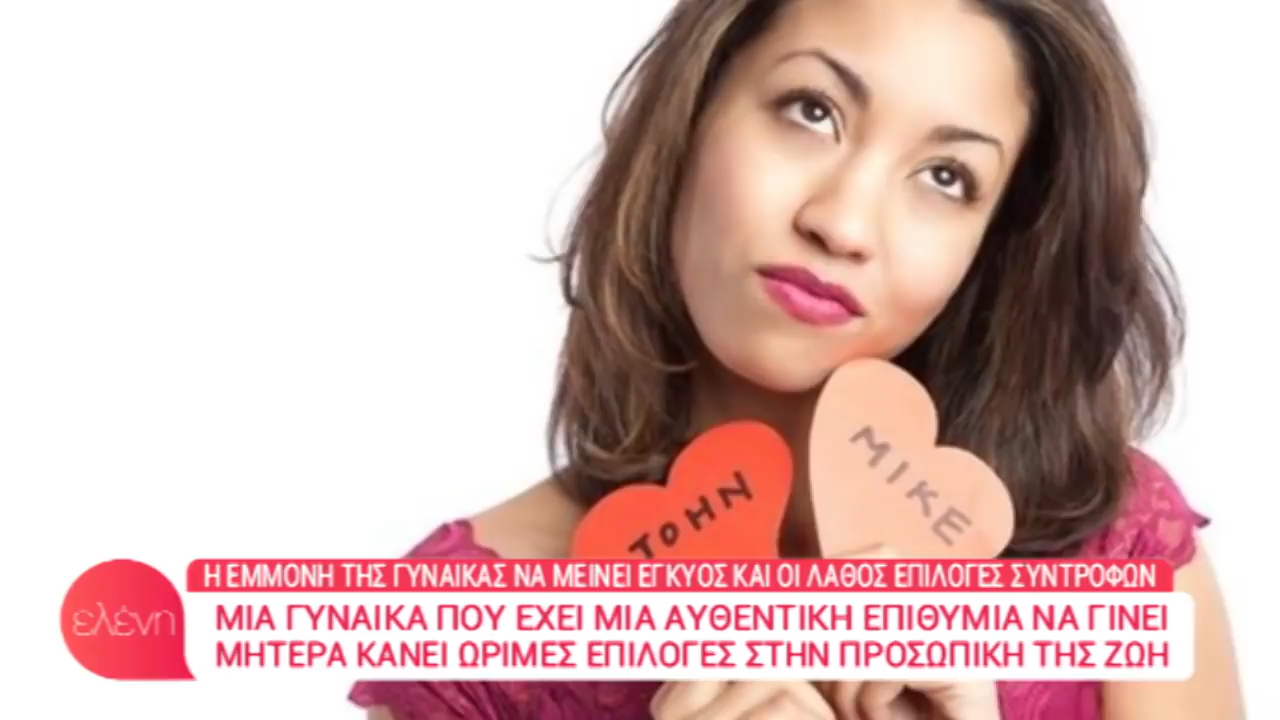 JOHN
MIKE
Η ΕΜΜΟΝΗ ΤΗΣ ΓΥΝΑΙΚΑΣ ΝΑ ΜΕΙΝΕΙ ΕΓΚΥΟΣ ΚΑΙ ΟΙ ΛΑΘΟΣ ΕΠΙΛΟΓΕΣ ΣΥΝΤΡΟΦΩΝ
ελένη
ΜΙΑ ΓΥΝΑΙΚΑ ΠΟΥ ΕΧΕΙ ΜΙΑ ΑΥΘΕΝΤΙΚΗ ΕΠΙΘΥΜΙΑ ΝΑ ΓΙΝΕΙ
ΜΗΤΕΡΑ ΚΑΝΕΙ ΩΡΙΜΕΣ ΕΠΙΛΟΓΕΣ ΣΤΗΝ ΠΡΟΣΩΠΙΚΗ ΤΗΣ ΖΩΗ